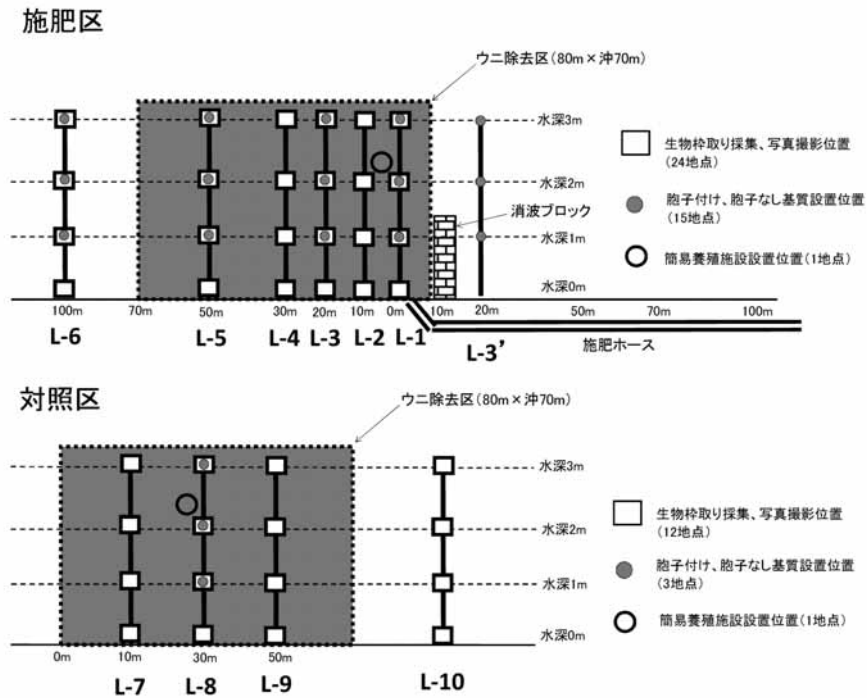 施肥区
ウニ除去区(80m×沖70m)
水深3m
水深2m
消波ブロック
水深1m
水深0m
生物枠取り採集、写真撮影位置
(24地点)
胞子付け、胞子なし基質設置位置
(15地点)
簡易養殖施設設置位置(1地点)
100m 70m 50m 30m 20m 10m 0m 10m 20m 50m 70m 100m
L-6 L-5 L-4 L-3 L-2 L-1 L-3’
施肥ホース
対照区
ウニ除去区(80m×沖70m)
水深3m
水深2m
水深1m
水深0m
生物枠取り採集、写真撮影位置
(12地点)
胞子付け、胞子なし基質設置位置
(3地点)
簡易養殖施設設置位置(1地点)
0m 10m 30m 50m
L-7 L-8 L-9 L-10